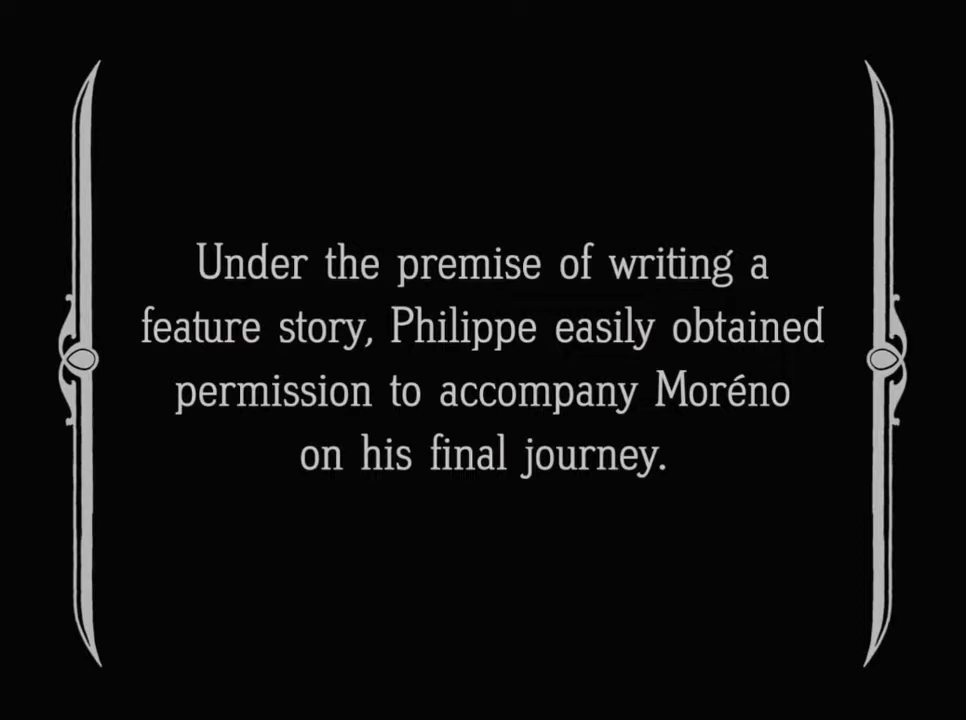 Under the premise of writing a
feature story, Philippe easily obtained
permission to accompany Moréno
on his final journey.